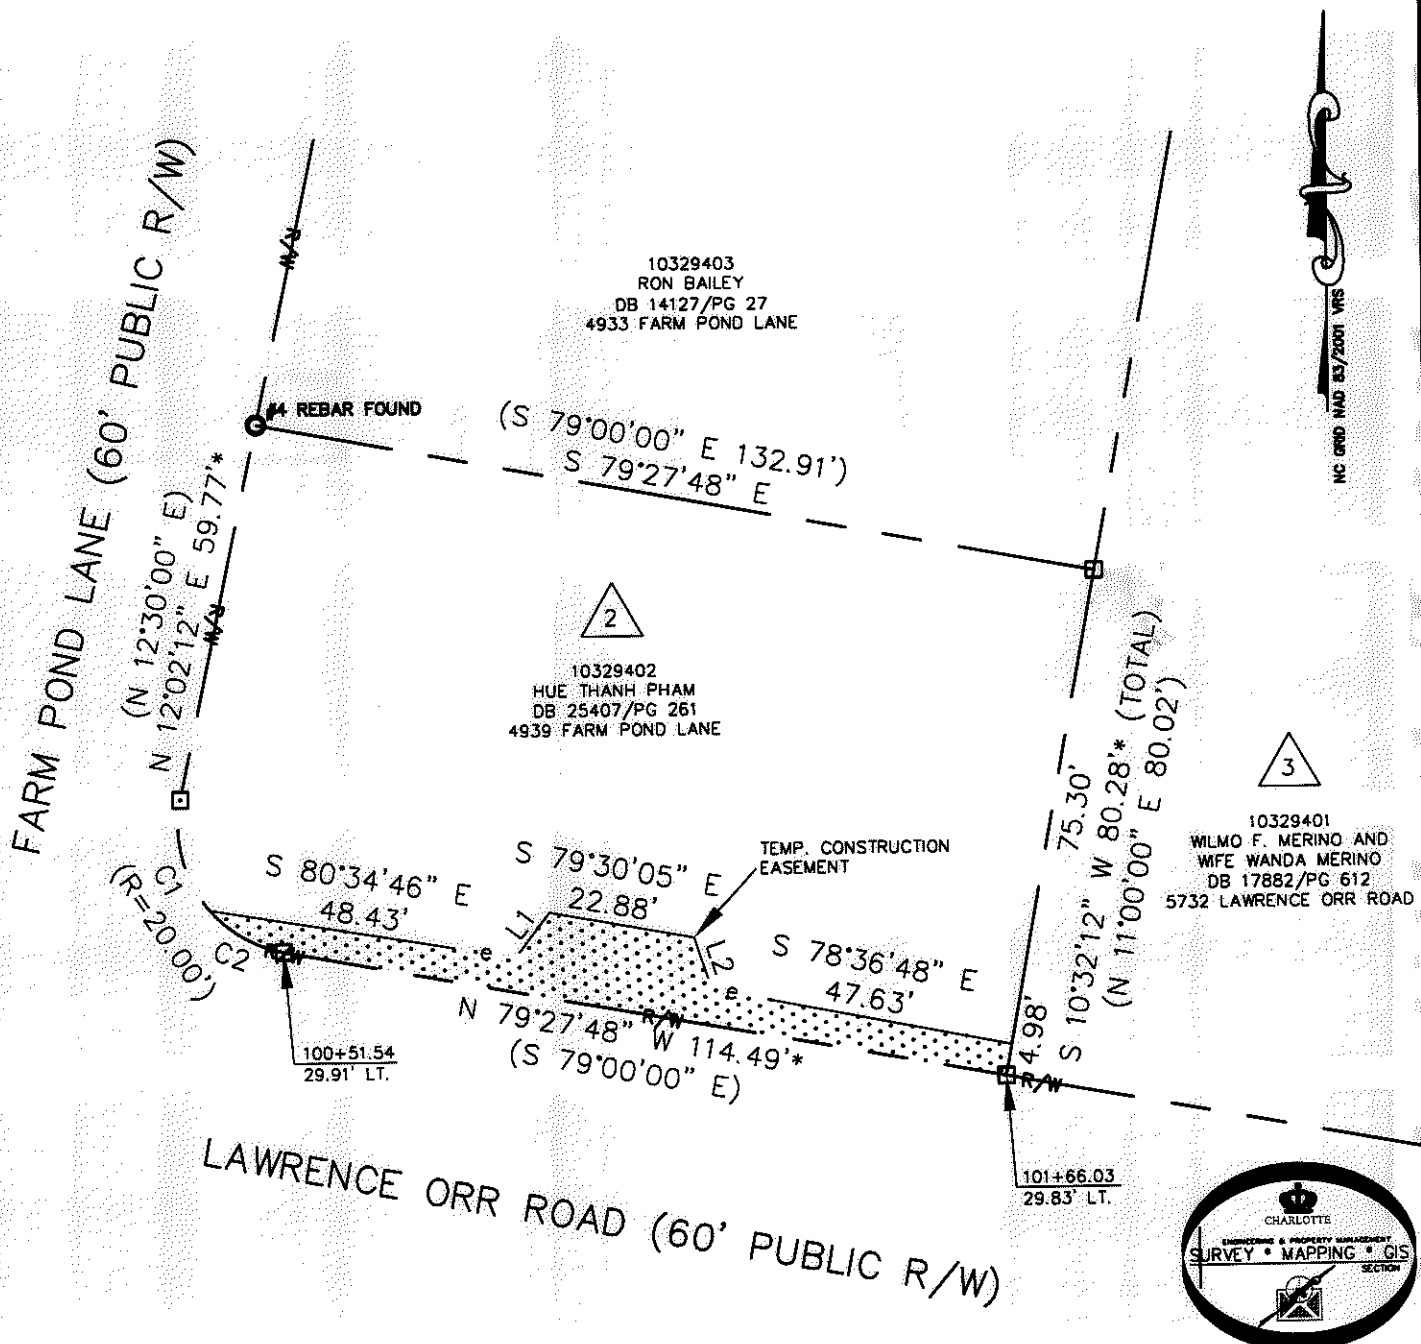 FARM POND LANE (60' PUBLIC R/W)
R/W
10329403
RON BAILEY
DB 14127/PG 27
4933 FARM POND LANE
NC GRID NAD 83/2001 VRS
#4 REBAR FOUND
(S 79°00'00" E 132.91')
S 79°27'48" E
(N 12°30'00" E)
N 12°02'12" E 59.77'*
R/W
2
10329402
HUE THANH PHAM
DB 25407/PG 261
4939 FARM POND LANE
75.30'
S 10°32'12" W 80.28'* (TOTAL)
(N 11°00'00" E 80.02')
4.98'
3
10329401
WILMO F. MERINO AND
WIFE WANDA MERINO
DB 17882/PG 612
5732 LAWRENCE ORR ROAD
TEMP. CONSTRUCTION
EASEMENT
C1
(R=20.00')
C2
S 80°34'46" E
48.43'
L1
S 79°30'05" E
22.88'
L2
S 78°36'48" E
47.63'
e
e
R/W
R/W
R/W
N 79°27'48" W 114.49'*
(S 79°00'00" E)
100+51.54
29.91' LT.
101+66.03
29.83' LT.
LAWRENCE ORR ROAD (60' PUBLIC R/W)
CHARLOTTE
ENGINEERING & PROPERTY MANAGEMENT
SURVEY * MAPPING * GIS
SECTION